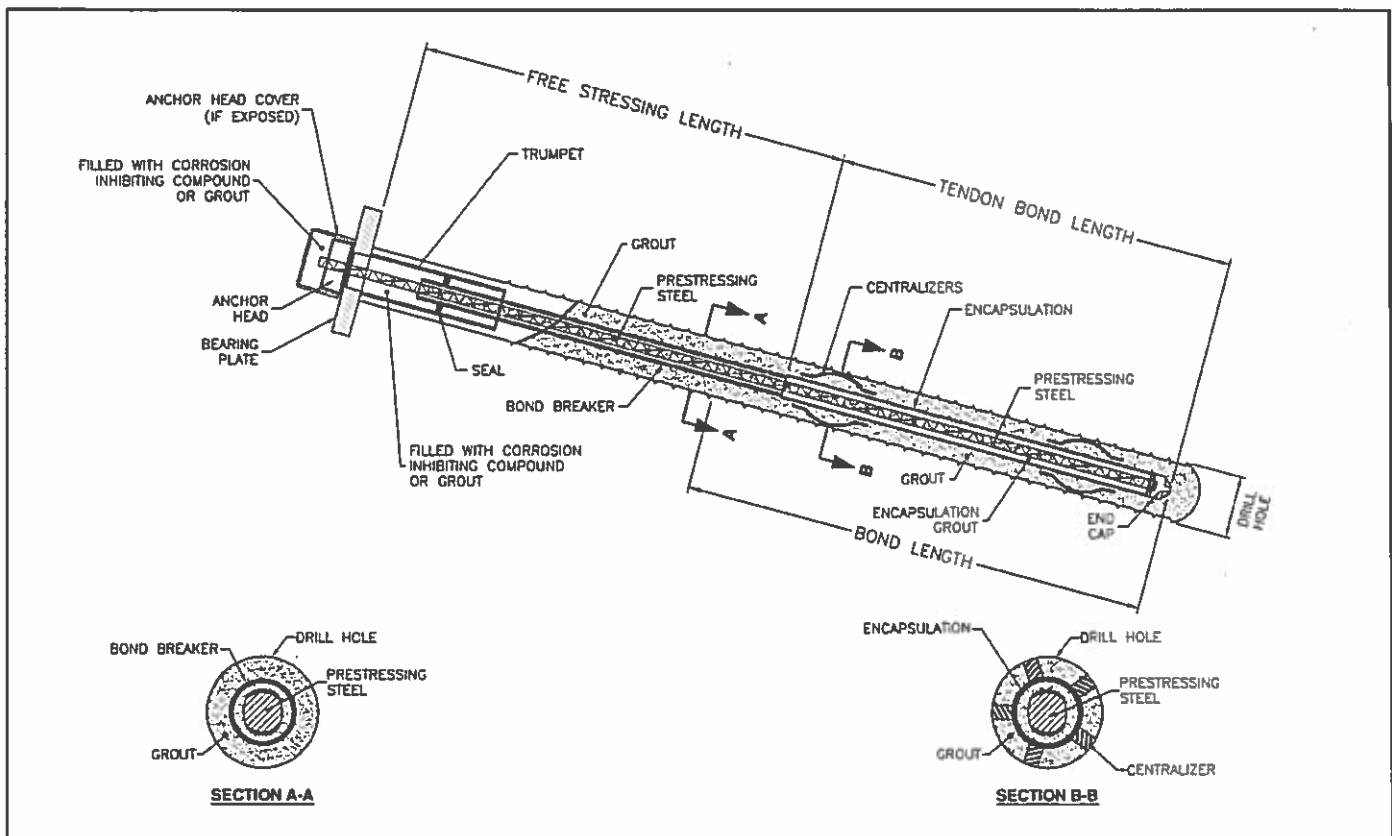 FREE STRESSING LENGTH
ANCHOR HEAD COVER
(IF EXPOSED)
TRUMPET
FILLED WITH CORROSION
INHIBITING COMPOUND
OR GROUT
TENDON BOND LENGTH
GROUT
PRESTRESSING
STEEL
CENTRALIZERS
ENCAPSULATION
ANCHOR
HEAD
A
B
BEARING
PLATE
SEAL
PRESTRESSING
STEEL
BOND BREAKER
A
B
FILLED WITH CORROSION
INHIBITING COMPOUND
OR GROUT
GROUT
ENCAPSULATION
GROUT
END
CAP
DRILL
HOLE
BOND LENGTH
BOND BREAKER
DRILL HOLE
PRESTRESSING
STEEL
GROUT
SECTION A-A
ENCAPSULATION
DRILL HOLE
PRESTRESSING
STEEL
GROUT
CENTRALIZER
SECTION B-B